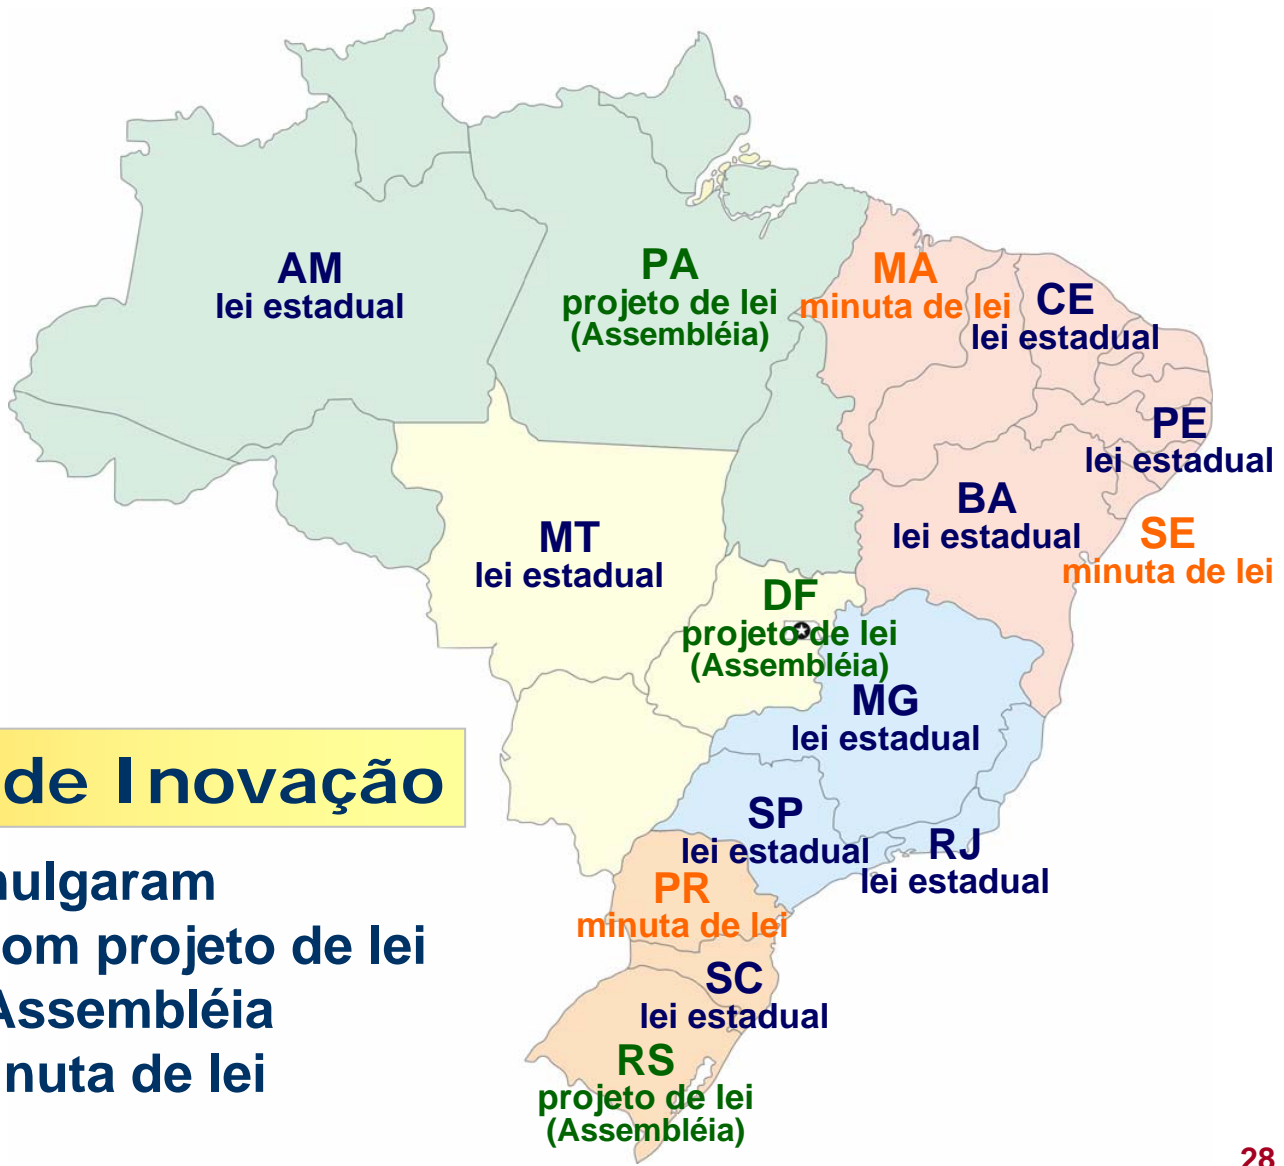 AM
lei estadual
PA
projeto de lei
(Assembléia)
MA
minuta de lei
CE
lei estadual
PE
lei estadual
BA
lei estadual
SE
minuta de lei
MT
lei estadual
DF
projeto de lei
(Assembléia)
MG
lei estadual
SP
lei estadual
RJ
lei estadual
PR
minuta de lei
SC
lei estadual
RS
projeto de lei
(Assembléia)
de Inovação
nulgaram
om projeto de lei
Assembléia
nuta de lei
28